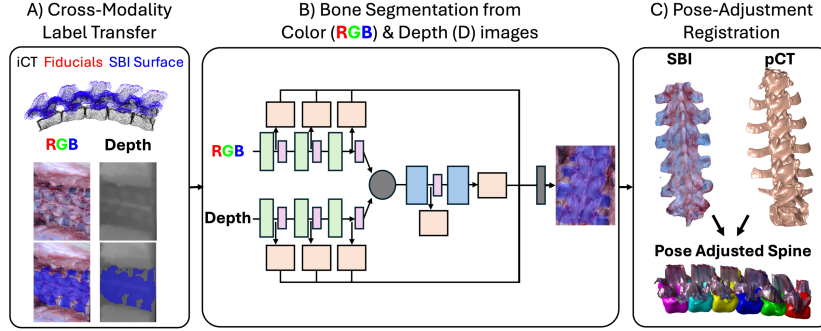 A) Cross-Modality
Label Transfer
B) Bone Segmentation from
Color (RGB) & Depth (D) images
C) Pose-Adjustment
Registration
iCT Fiducials SBI Surface
RGB Depth
RGB
Depth
SBI pCT
Pose Adjusted Spine